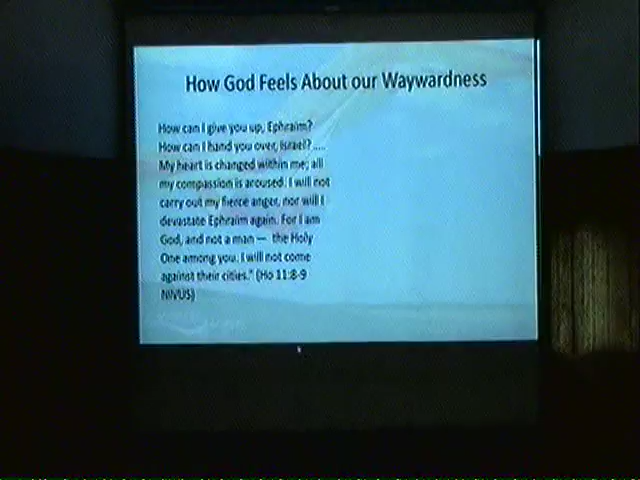 How God Feels About our Waywardness
How can I give you up, Ephraim?
How can I hand you over, Israel? ....
My heart is changed within me; all
my compassion is aroused. I will not
carry out my fierce anger, nor will I
devastate Ephraim again. For I am
God, and not a man — the Holy
One among you. I will not come
against their cities." (Ho 11:8-9
NIVUS)